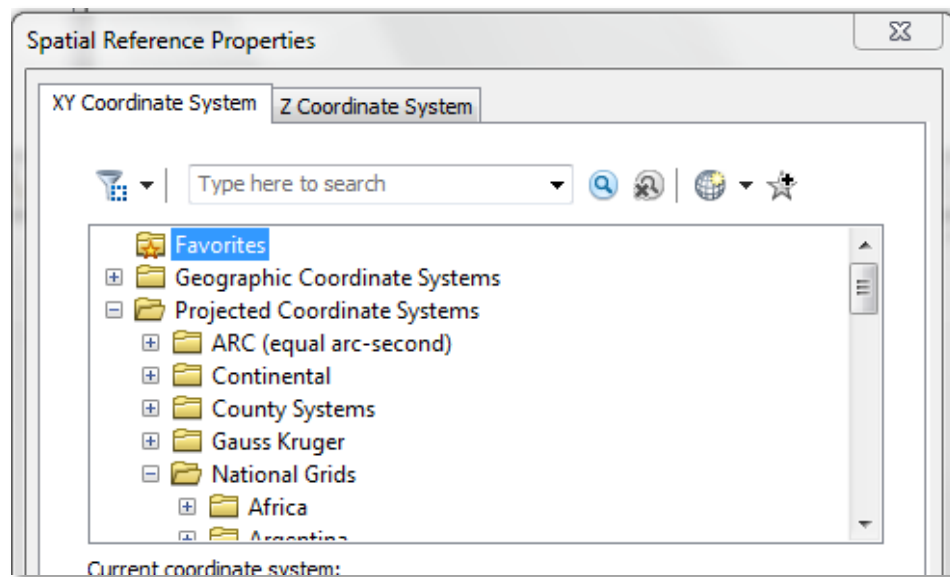 Spatial Reference Properties
XY Coordinate System Z Coordinate System
Type here to search
Favorites
Geographic Coordinate Systems
Projected Coordinate Systems
ARC (equal arc-second)
Continental
County Systems
Gauss Kruger
National Grids
Africa
Argentina
Current coordinate system: